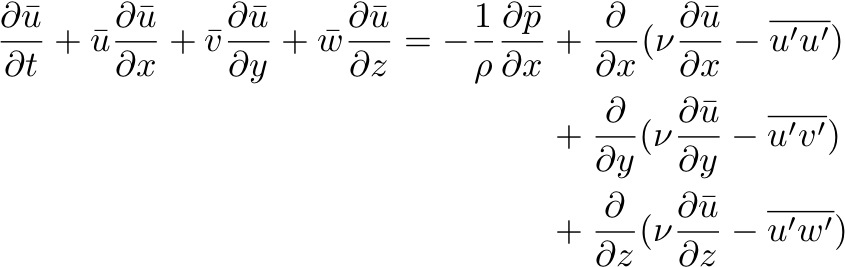 ∂ū/∂t + ū ∂ū/∂x + v̄ ∂ū/∂y + w̄ ∂ū/∂z = −1/ρ ∂p̄/∂x + ∂/∂x (ν ∂ū/∂x − \overline{u′u′})
+ ∂/∂y (ν ∂ū/∂y − \overline{u′v′})
+ ∂/∂z (ν ∂ū/∂z − \overline{u′w′})